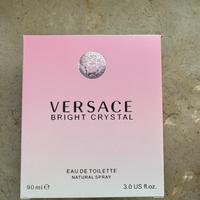 VERSACE
BRIGHT CRYSTAL
EAU DE TOILETTE
NATURAL SPRAY
90 ml e 3.0 US fl.oz.